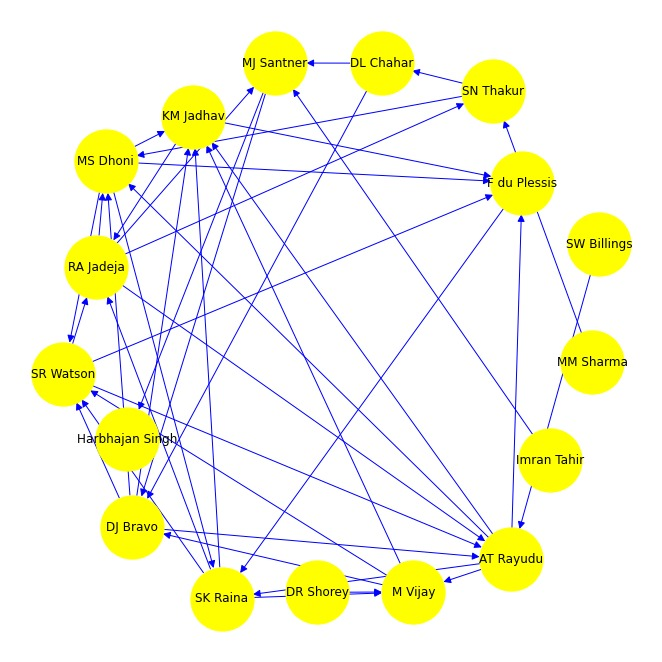 MJ Santner
DL Chahar
SN Thakur
KM Jadhav
MS Dhoni
F du Plessis
SW Billings
RA Jadeja
MM Sharma
SR Watson
Harbhajan Singh
Imran Tahir
DJ Bravo
AT Rayudu
SK Raina
DR Shorey
M Vijay